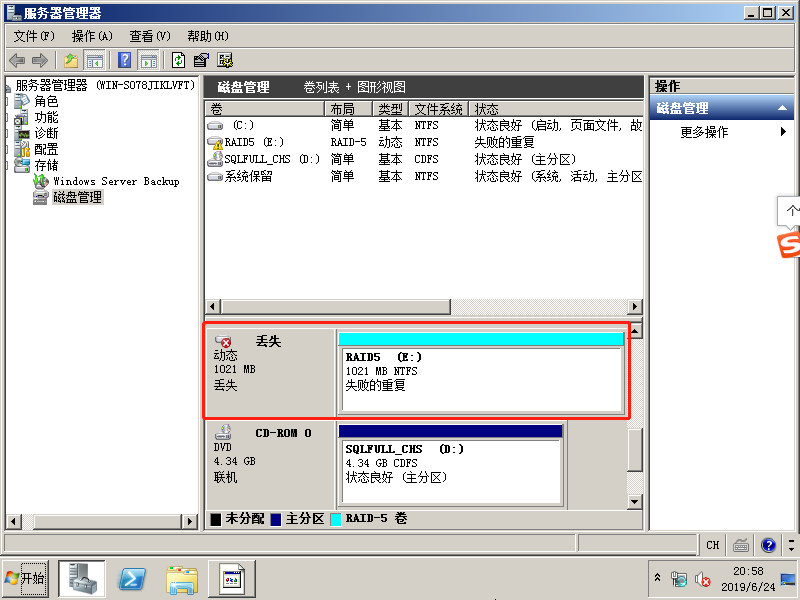 服务器管理器
文件(F) 操作(A) 查看(V) 帮助(H)
服务器管理器 (WIN-SO78JIKLVFT)
角色
功能
诊断
配置
存储
Windows Server Backup
磁盘管理
磁盘管理 卷列表 + 图形视图
卷 布局 类型 文件系统 状态
(C:) 简单 基本 NTFS 状态良好 (启动, 页面文件, 故
RAID5 (E:) RAID-5 动态 NTFS 失败的重复
SQLFULL_CHS (D:) 简单 基本 CDFS 状态良好 (主分区)
系统保留 简单 基本 NTFS 状态良好 (系统, 活动, 主分区
丢失
动态
1021 MB
丢失
RAID5 (E:)
1021 MB NTFS
失败的重复
CD-ROM 0
DVD
4.34 GB
联机
SQLFULL_CHS (D:)
4.34 GB CDFS
状态良好 (主分区)
未分配 主分区 RAID-5 卷
操作
磁盘管理
更多操作
个
CH
开始
20:58
2019/6/24